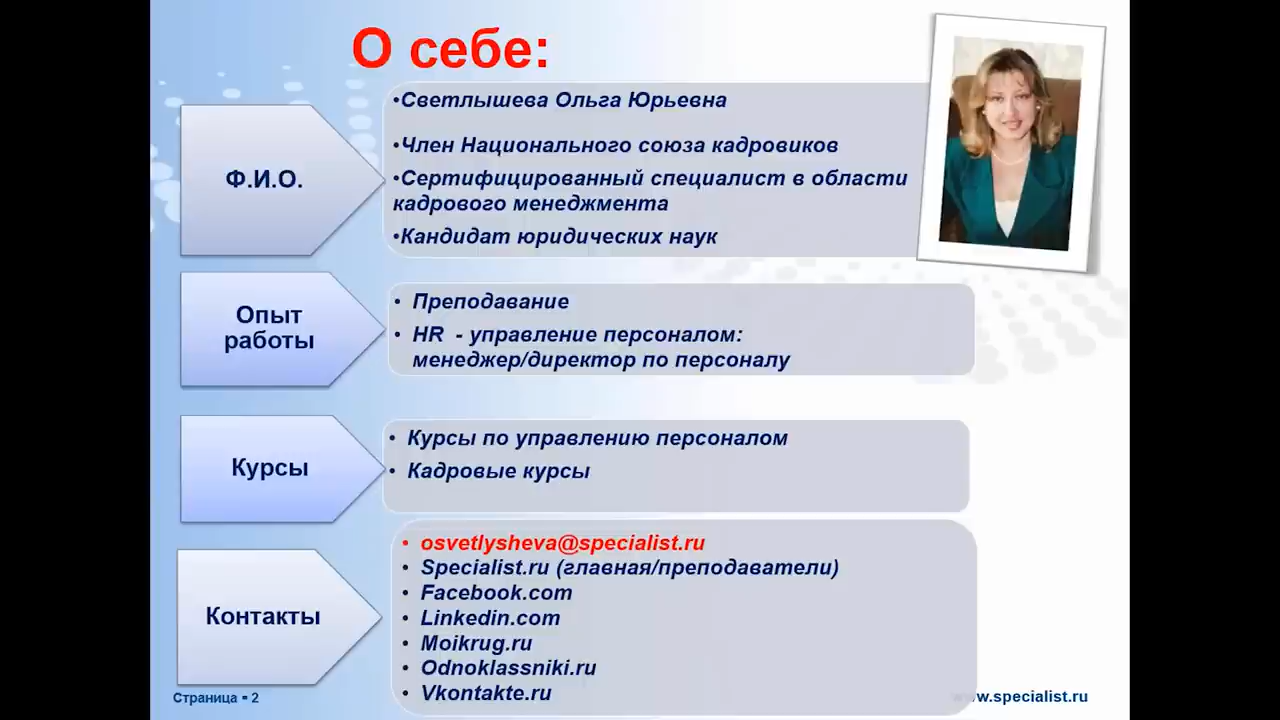 О себе:
Ф.И.О.
•Светлышева Ольга Юрьевна
•Член Национального союза кадровиков
•Сертифицированный специалист в области
кадрового менеджмента
•Кандидат юридических наук
Опыт
работы
• Преподавание
• HR - управление персоналом:
менеджер/директор по персоналу
Курсы
• Курсы по управлению персоналом
• Кадровые курсы
Контакты
• osvetlysheva@specialist.ru
• Specialist.ru (главная/преподаватели)
• Facebook.com
• Linkedin.com
• Moikrug.ru
• Odnoklassniki.ru
• Vkontakte.ru
Страница ▪ 2
www.specialist.ru